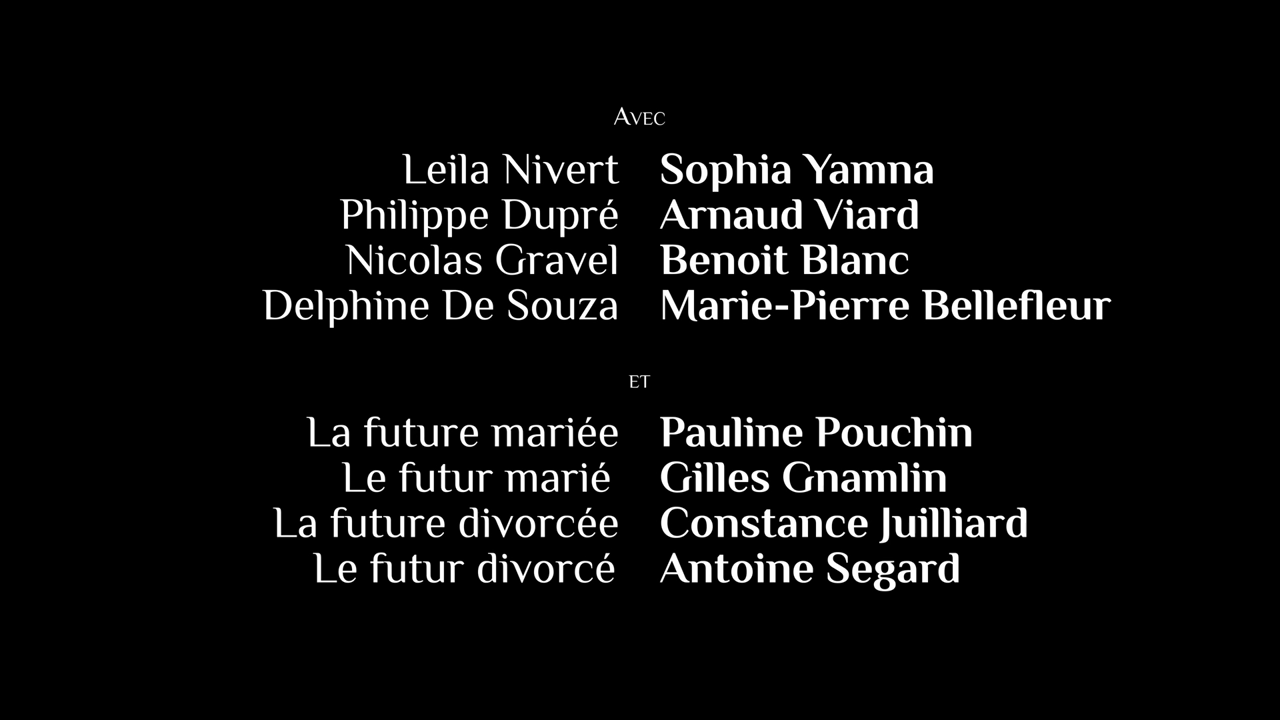 Avec
Leila Nivert Sophia Yamna
Philippe Dupré Arnaud Viard
Nicolas Gravel Benoit Blanc
Delphine De Souza Marie-Pierre Bellefleur
et
La future mariée Pauline Pouchin
Le futur marié Gilles Gnamlin
La future divorcée Constance Juilliard
Le futur divorcé Antoine Segard